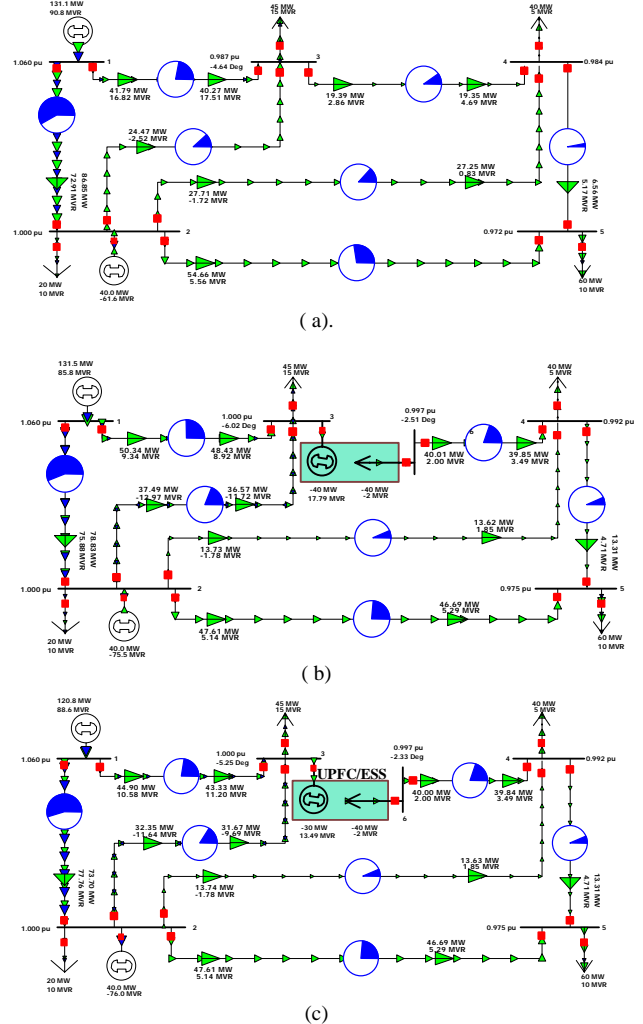 131.1 MW
90.8 MVR
45 MW
15 MVR
40 MW
5 MVR
1.060 pu
1
0.987 pu
-4.64 Deg
3
4
0.984 pu
41.79 MW
16.82 MVR
40.27 MW
17.51 MVR
19.39 MW
2.86 MVR
19.35 MW
4.69 MVR
24.47 MW
-2.52 MVR
86.85 MW
72.91 MVR
27.71 MW
-1.72 MVR
27.25 MW
0.83 MVR
6.56 MW
5.17 MVR
1.000 pu
2
0.972 pu
5
54.66 MW
5.56 MVR
20 MW
10 MVR
40.0 MW
-61.6 MVR
60 MW
10 MVR
( a).
131.5 MW
85.8 MVR
45 MW
15 MVR
40 MW
5 MVR
1.060 pu
1
1.000 pu
-6.02 Deg
3
0.997 pu
-2.51 Deg
6
4
0.992 pu
50.34 MW
9.34 MVR
48.43 MW
8.92 MVR
40.01 MW
2.00 MVR
39.85 MW
3.49 MVR
37.49 MW
-12.97 MVR
36.57 MW
-11.72 MVR
-40 MW
17.79 MVR
-40 MW
-2 MVR
78.83 MW
75.88 MVR
13.73 MW
-1.78 MVR
13.62 MW
1.85 MVR
13.31 MW
4.71 MVR
1.000 pu
2
0.975 pu
5
47.61 MW
5.14 MVR
46.69 MW
5.29 MVR
20 MW
10 MVR
40.0 MW
-75.5 MVR
60 MW
10 MVR
( b)
120.8 MW
88.6 MVR
45 MW
15 MVR
40 MW
5 MVR
1.060 pu
1
1.000 pu
-5.25 Deg
3
0.997 pu
-2.33 Deg
4
0.992 pu
UPFC/ESS
44.90 MW
10.58 MVR
43.33 MW
11.20 MVR
40.00 MW
2.00 MVR
39.84 MW
3.49 MVR
32.35 MW
-11.64 MVR
31.67 MW
-9.69 MVR
-30 MW
13.49 MVR
-40 MW
-2 MVR
6
73.70 MW
77.76 MVR
13.74 MW
-1.78 MVR
13.63 MW
1.85 MVR
13.31 MW
4.71 MVR
1.000 pu
2
0.975 pu
5
47.61 MW
5.14 MVR
46.69 MW
5.29 MVR
20 MW
10 MVR
40.0 MW
-76.0 MVR
60 MW
10 MVR
(c)